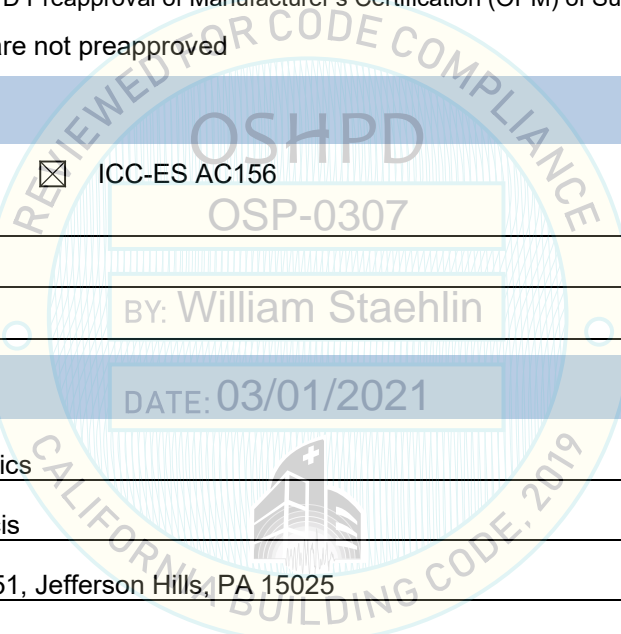 D Preapproval of Manufacturer's Certification (OPM) of Su
are not preapproved
REVIEWED FOR CODE COMPLIANCE
OSHPD
ICC-ES AC156
OSP-0307
BY: William Staehlin
DATE: 03/01/2021
ics
is
51, Jefferson Hills, PA 15025
CALIFORNIA BUILDING CODE, 2019